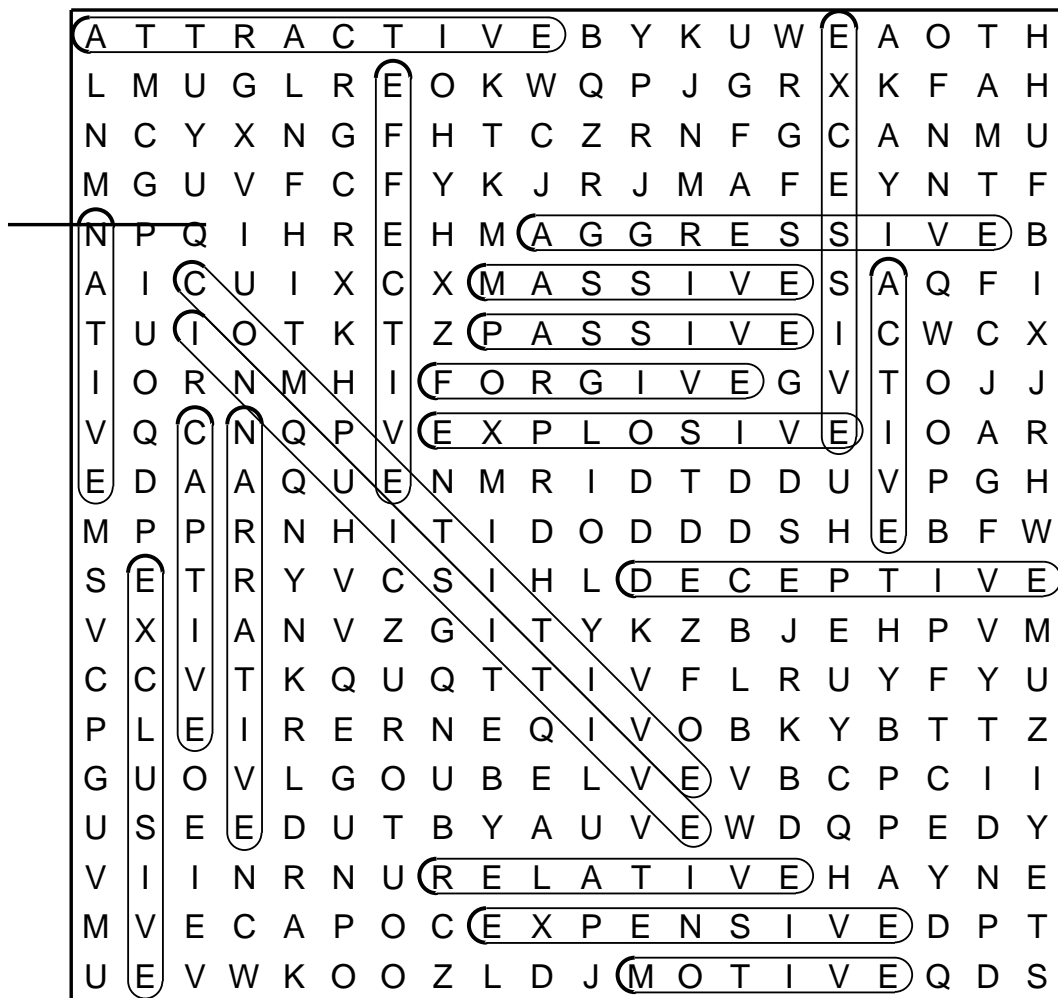 A T T R A C T I V E B Y K U W E A O T H
L M U G L R E O K W Q P J G R X K F A H
N C Y X N G F H T C Z R N F G C A N M U
M G U V F C F Y K J R J M A F E Y N T F
N P Q I H R E H M A G G R E S S I V E B
A I C U I X C X M A S S I V E S A Q F I
T U I O T K T Z P A S S I V E I C W C X
I O R N M H I F O R G I V E G V T O J J
V Q C N Q P V E X P L O S I V E I O A R
E D A A Q U E N M R I D T D D U V P G H
M P P R N H I T I D O D D D S H E B F W
S E T R Y V C S I H L D E C E P T I V E
V X I A N V Z G I T Y K Z B J E H P V M
C C V T K Q U Q T T I V F L R U Y F Y U
P L E I R E R N E Q I V O B K Y B T T Z
G U O V L G O U B E L V E V B C P C I I
U S E E D U T B Y A U V E W D Q P E D Y
V I I N R N U R E L A T I V E H A Y N E
M V E C A P O C E X P E N S I V E D P T
U E V W K O O Z L D J M O T I V E Q D S